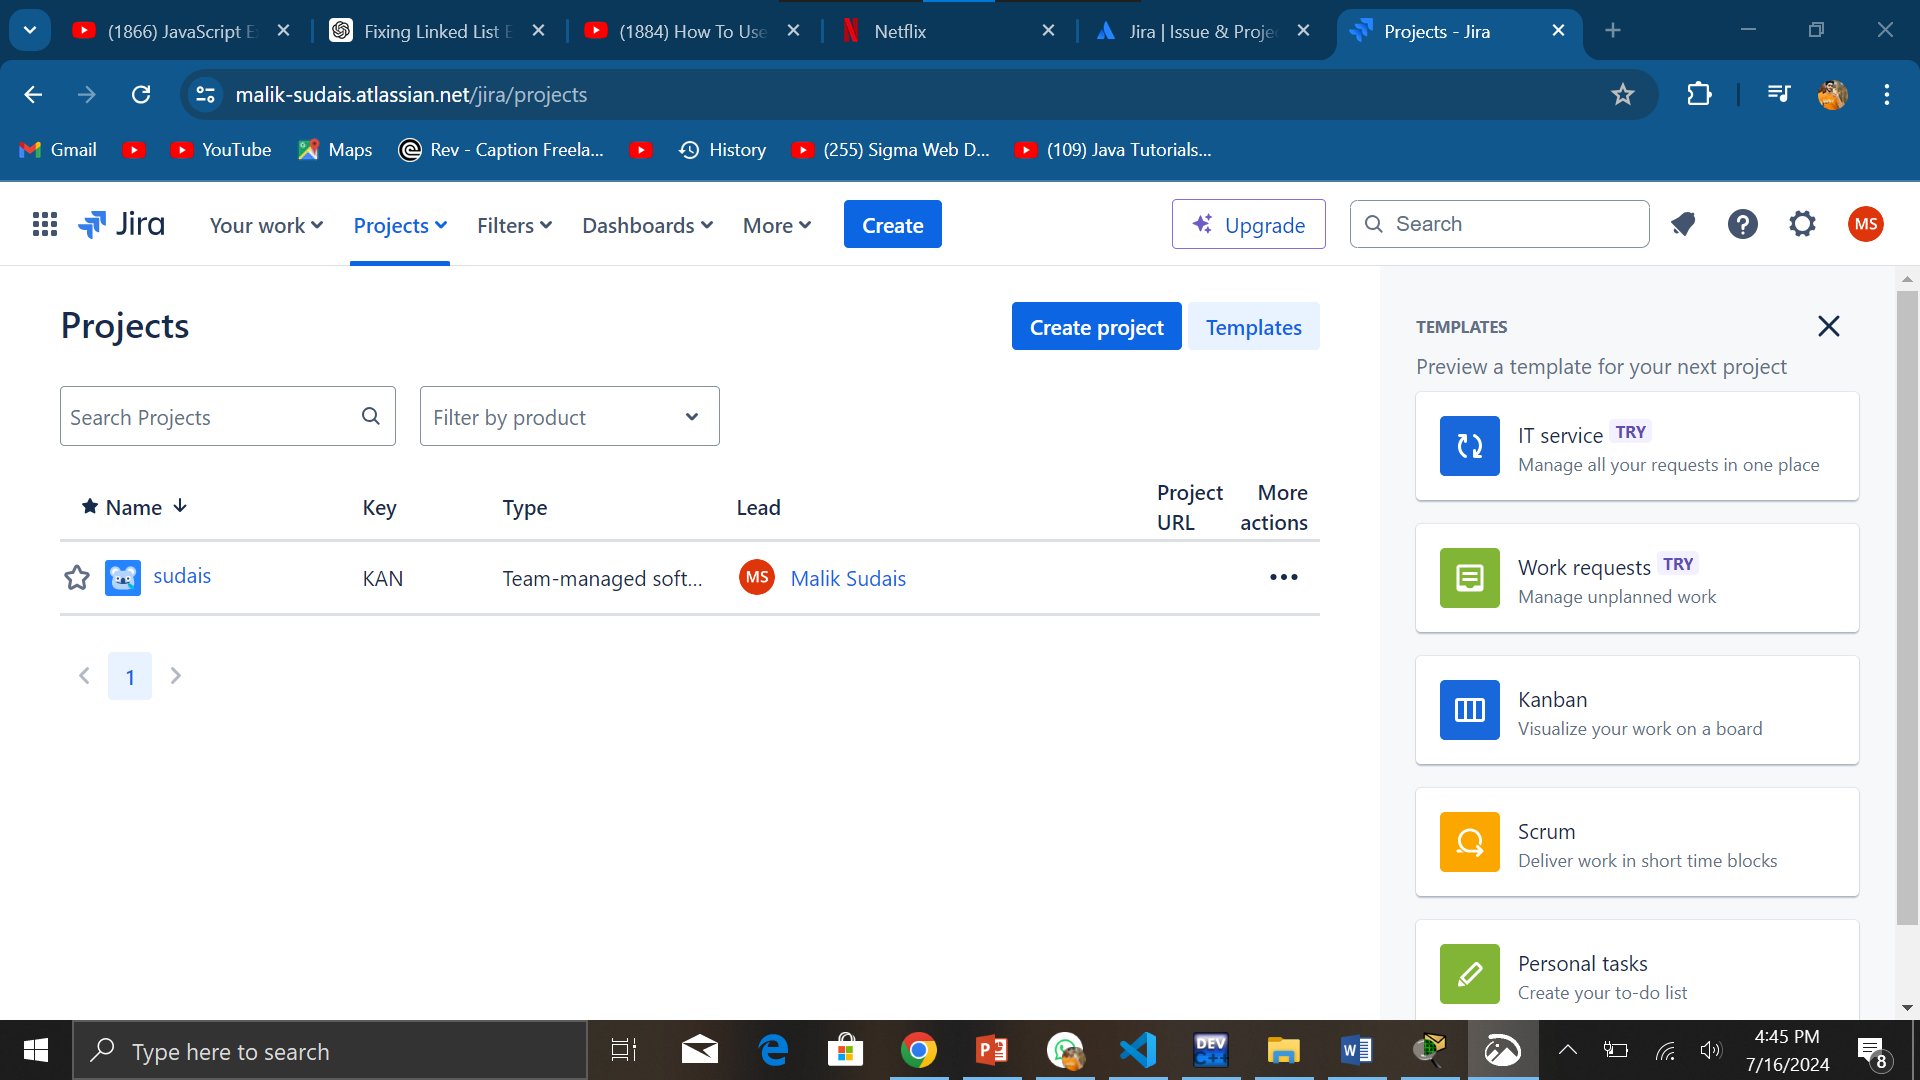 (1866) JavaScript E
Fixing Linked List E
(1884) How To Use
Netflix
Jira | Issue & Projec
Projects - Jira
malik-sudais.atlassian.net/jira/projects
Gmail
YouTube
Maps
Rev - Caption Freela...
History
(255) Sigma Web D...
(109) Java Tutorials...
Jira
Your work
Projects
Filters
Dashboards
More
Create
Upgrade
Search
MS
Projects
Create project
Templates
Search Projects
Filter by product
Name
Key
Type
Lead
Project URL
More actions
sudais
KAN
Team-managed soft...
MS
Malik Sudais
1
TEMPLATES
Preview a template for your next project
IT service TRY
Manage all your requests in one place
Work requests TRY
Manage unplanned work
Kanban
Visualize your work on a board
Scrum
Deliver work in short time blocks
Personal tasks
Create your to-do list
Type here to search
DEV
C++
4:45 PM
7/16/2024
8